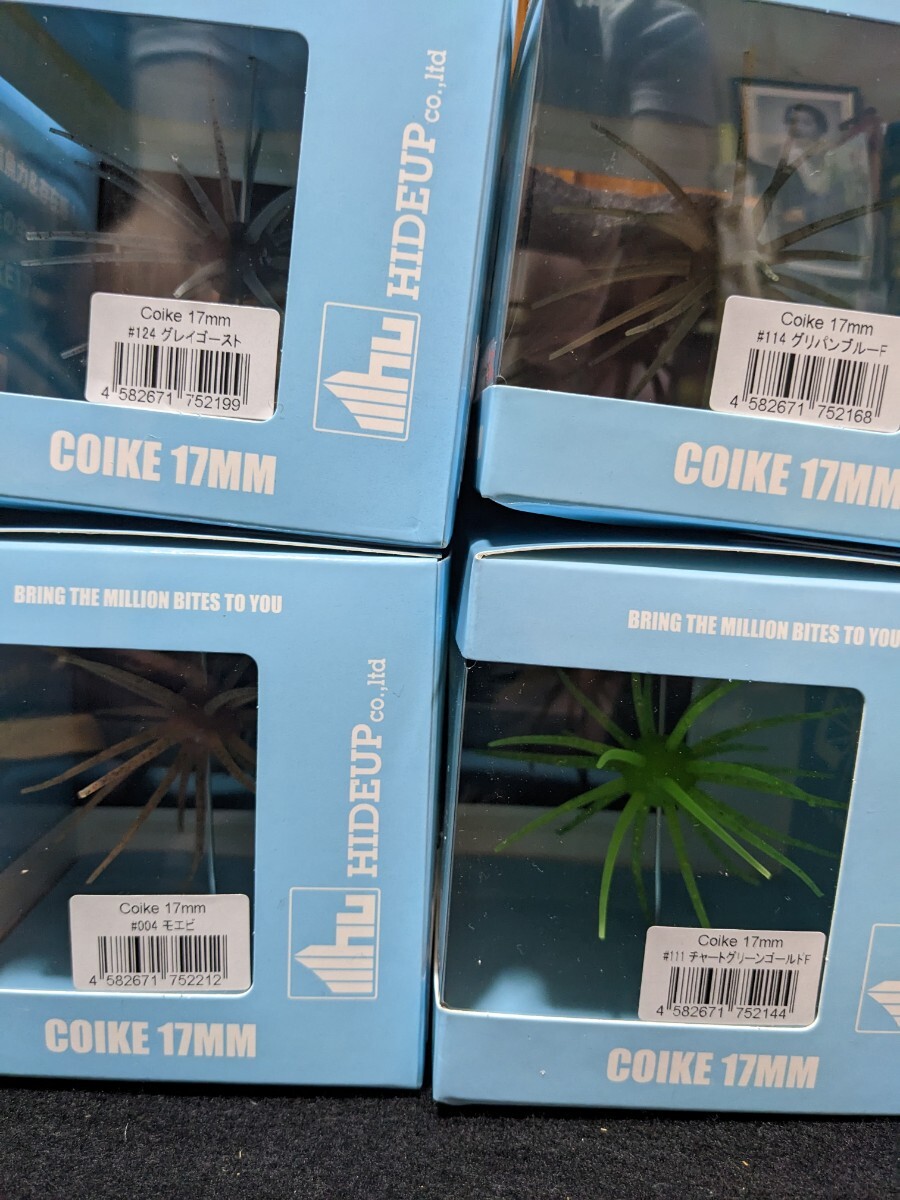 HIDEUP co.,ltd
hu
Coike 17mm
#124 グレイゴースト
4 582671 752199
COIKE 17MM
Coike 17mm
#114 グリパンブルーF
4 582671 752168
COIKE 17MM
BRING THE MILLION BITES TO YOU
HIDEUP co.,ltd
hu
Coike 17mm
#004 モエビ
4 582671 752212
COIKE 17MM
BRING THE MILLION BITES TO YOU
Coike 17mm
#111 チャートグリーンゴールドF
4 582671 752144
COIKE 17MM